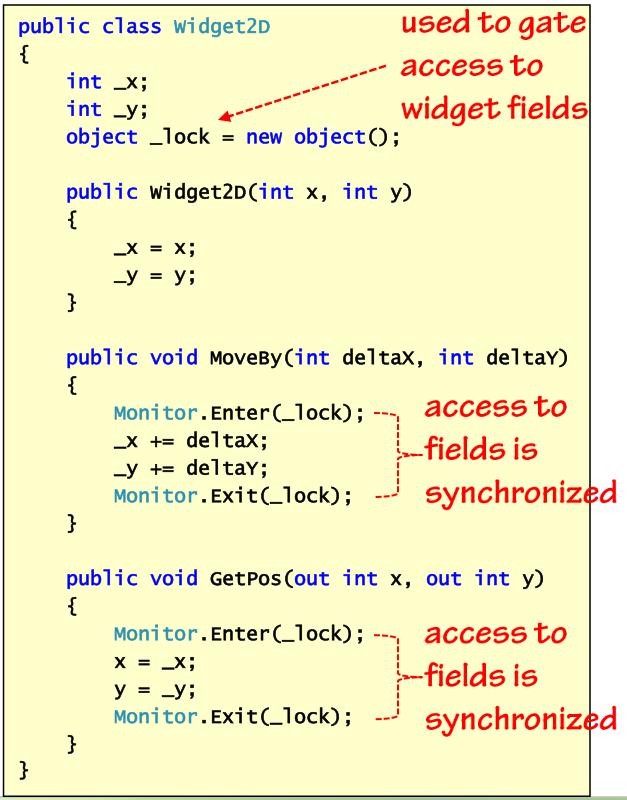 public class Widget2D
{
    int _x;
    int _y;
    object _lock = new object();

    public Widget2D(int x, int y)
    {
        _x = x;
        _y = y;
    }

    public void MoveBy(int deltaX, int deltaY)
    {
        Monitor.Enter(_lock);
        _x += deltaX;
        _y += deltaY;
        Monitor.Exit(_lock);
    }

    public void GetPos(out int x, out int y)
    {
        Monitor.Enter(_lock);
        x = _x;
        y = _y;
        Monitor.Exit(_lock);
    }
}
used to gate
access to
widget fields
access to
fields is
synchronized
access to
fields is
synchronized